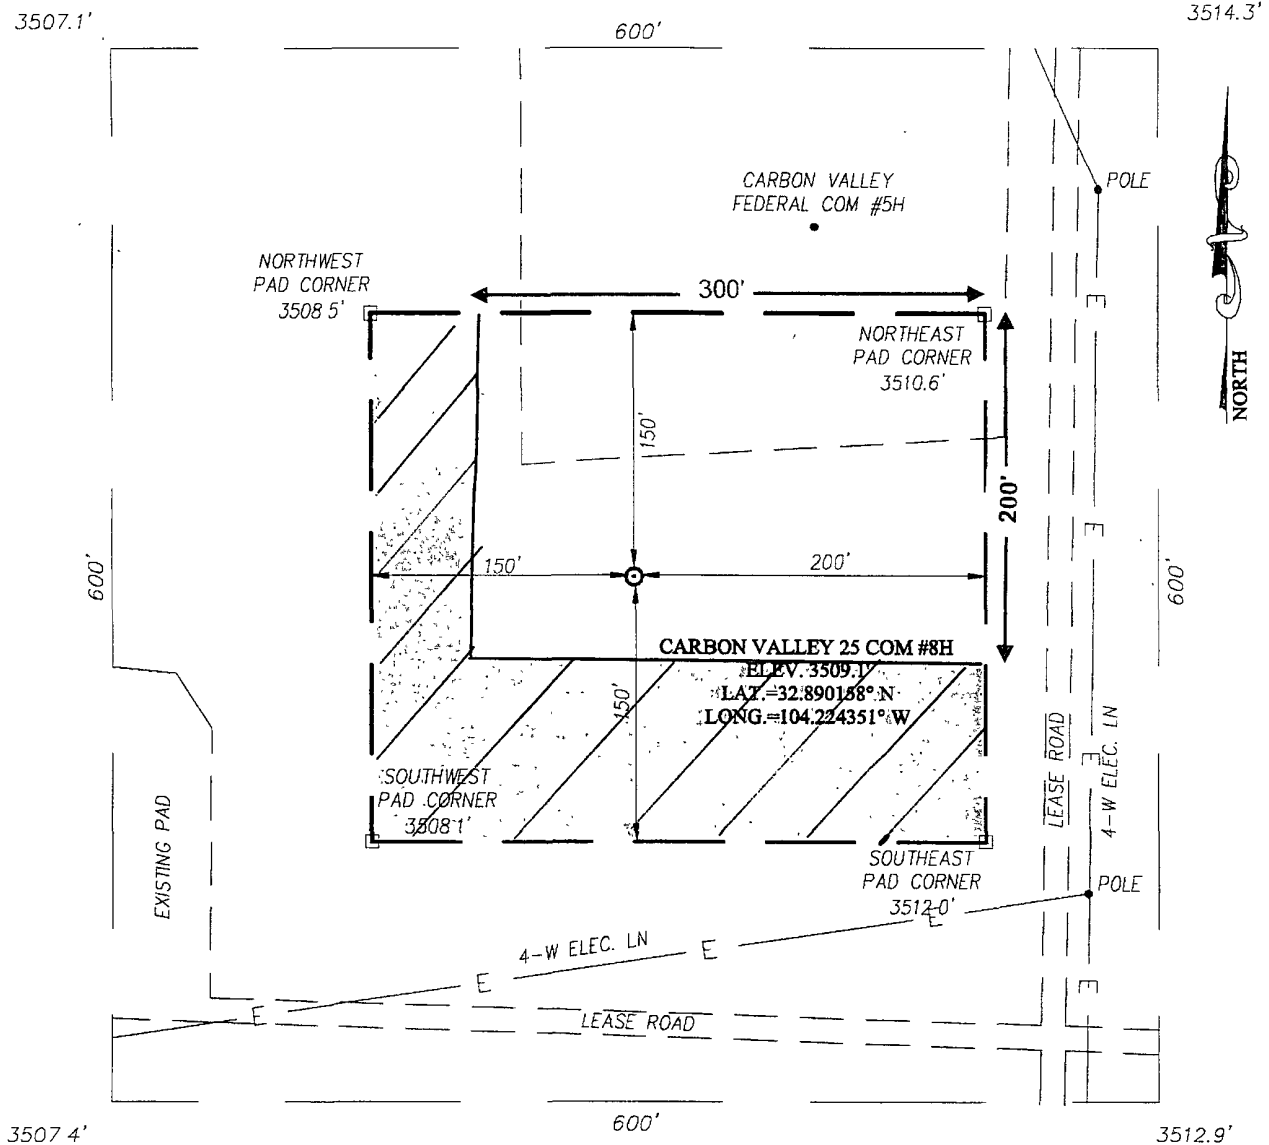 3507.1'
3514.3'
600'
CARBON VALLEY
FEDERAL COM #5H
POLE
NORTHWEST
PAD CORNER
3508 5'
300'
E
NORTHEAST
PAD CORNER
3510.6'
NORTH
150'
200'
E
150'
200'
600'
600'
CARBON VALLEY 25 COM #8H
ELEV. 3509.1'
LAT.=32.890158° N
LONG.=104.224351° W
150'
E
LEASE ROAD
4-W ELEC. LN
SOUTHWEST
PAD CORNER
3508 1'
EXISTING PAD
SOUTHEAST
PAD CORNER
3512.0'
POLE
E
4-W ELEC. LN
E
E
E
E
LEASE ROAD
3507 4'
600'
3512.9'